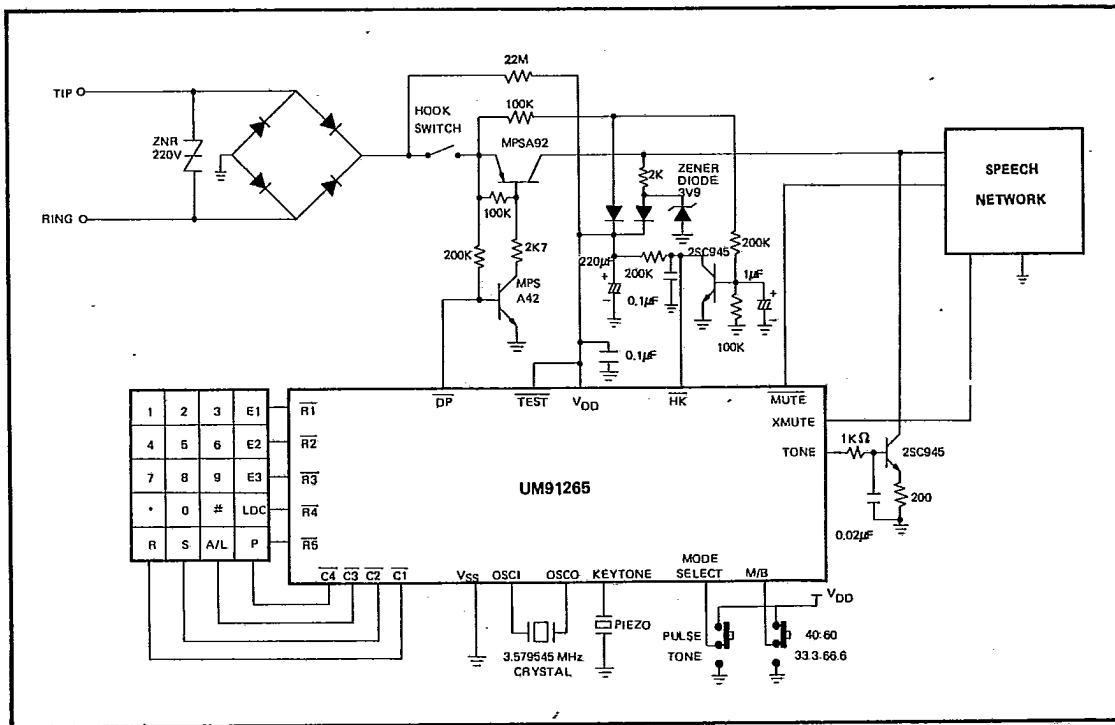 22M
TIP
100K
HOOK
SWITCH
MPSA92
ZNR
220V
2K
ZENER
DIODE
3V9
SPEECH
NETWORK
100K
RING
200K
2K7
200K
220μF
200K
2SC945
1μF
MPS
A42
0.1μF
100K
0.1μF
DP
TEST
VDD
HK
MUTE
XMUTE
TONE
1KΩ
2SC945
200
0.02μF
1 2 3 E1
4 5 6 E2
7 8 9 E3
* 0 # LDC
R S A/L P
R1
R2
R3
R4
R5
UM91265
C4 C3 C2 C1
VSS
OSCI
OSCO
KEYTONE
MODE
SELECT
M/B
VDD
PIEZO
3.579545 MHz
CRYSTAL
PULSE
TONE
40:60
33.3:66.6